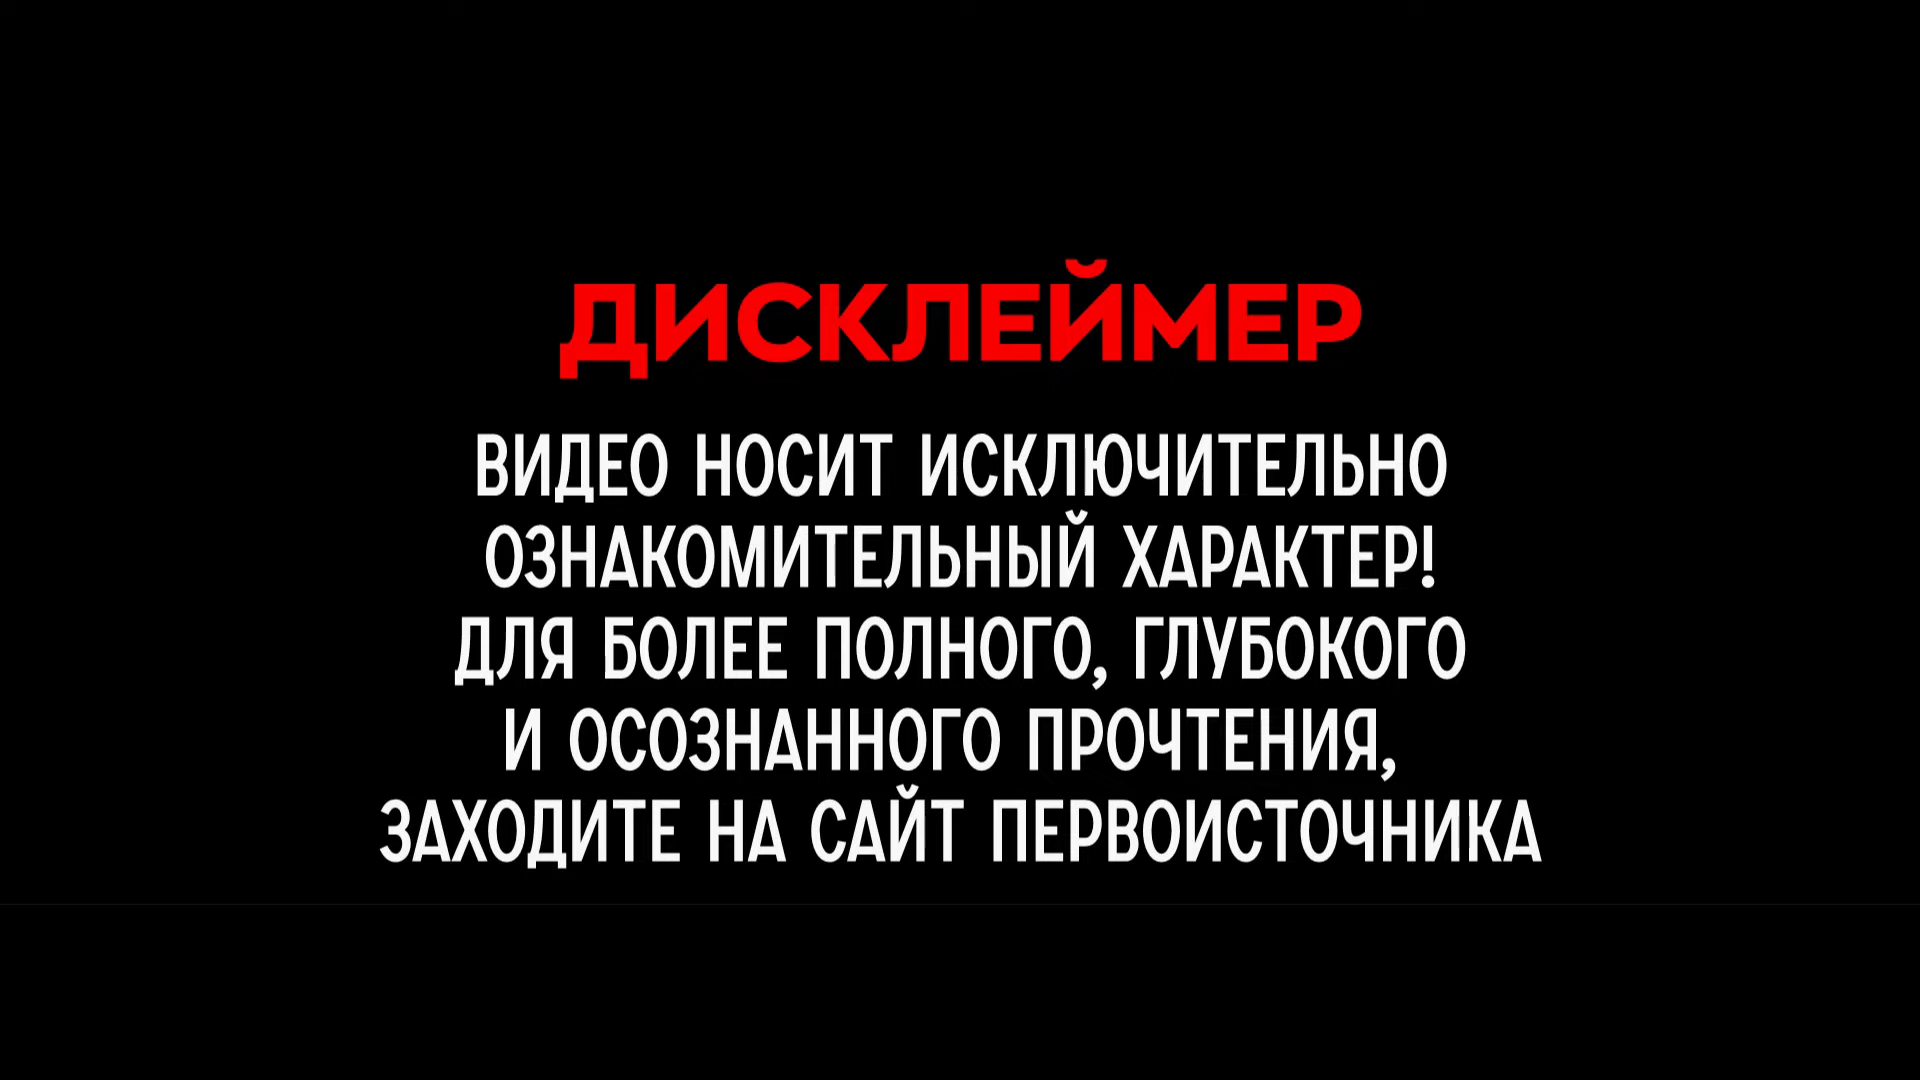 ДИСКЛЕЙМЕР
ВИДЕО НОСИТ ИСКЛЮЧИТЕЛЬНО
ОЗНАКОМИТЕЛЬНЫЙ ХАРАКТЕР!
ДЛЯ БОЛЕЕ ПОЛНОГО, ГЛУБОКОГО
И ОСОЗНАННОГО ПРОЧТЕНИЯ,
ЗАХОДИТЕ НА САЙТ ПЕРВОИСТОЧНИКА